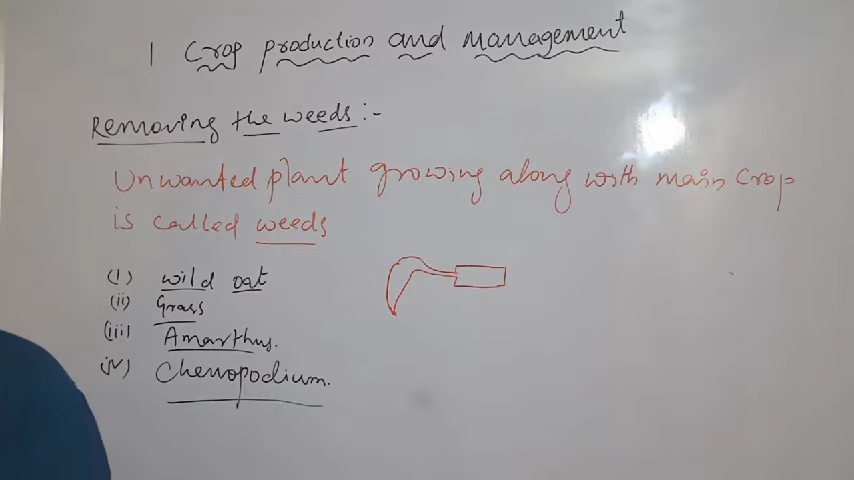 1 Crop production and management
Removing the weeds :-
Unwanted plant growing along with main crop
is called weeds
(i) wild oat
(ii) Grass
(iii) Amarthus.
iv) Chenopodium.